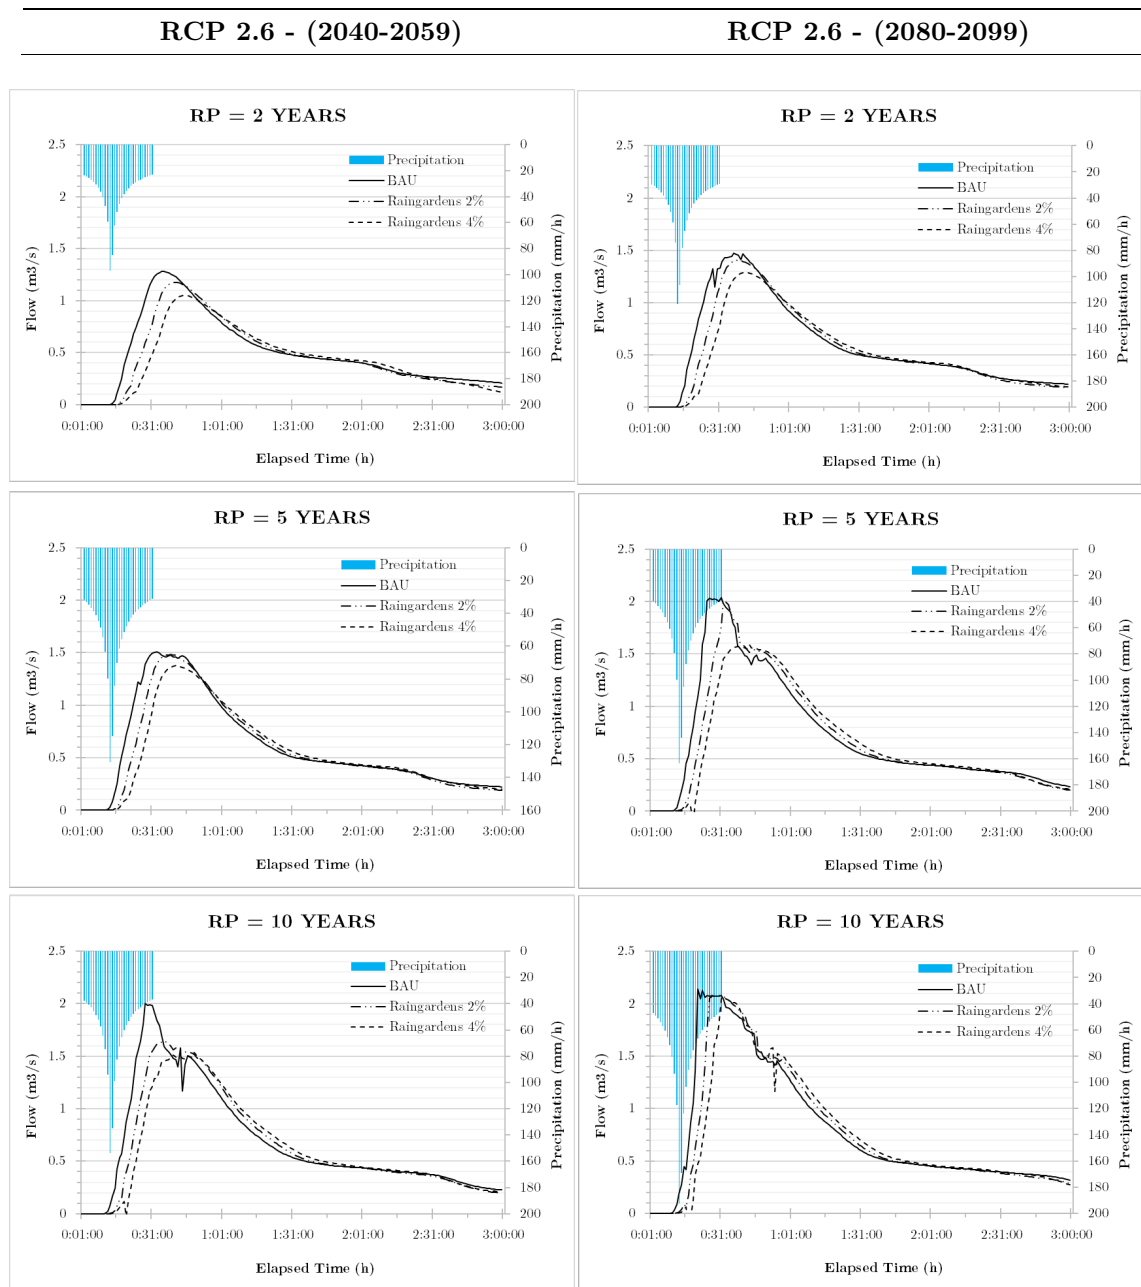 RCP 2.6 - (2040-2059)
RCP 2.6 - (2080-2099)
RP = 2 YEARS
Precipitation
BAU
Raingardens 2%
Raingardens 4%
2.5
2
1.5
1
0.5
0
Flow (m3/s)
0
20
40
60
80
100
120
140
160
180
200
Precipitation (mm/h)
0:01:00 0:31:00 1:01:00 1:31:00 2:01:00 2:31:00 3:00:00
Elapsed Time (h)
RP = 2 YEARS
Precipitation
BAU
Raingardens 2%
Raingardens 4%
2.5
2
1.5
1
0.5
0
Flow (m3/s)
0
20
40
60
80
100
120
140
160
180
200
Precipitation (mm/h)
0:01:00 0:31:00 1:01:00 1:31:00 2:01:00 2:31:00 3:00:00
Elapsed Time (h)
RP = 5 YEARS
Precipitation
BAU
Raingardens 2%
Raingardens 4%
2.5
2
1.5
1
0.5
0
Flow (m3/s)
0
20
40
60
80
100
120
140
160
Precipitation (mm/h)
0:01:00 0:31:00 1:01:00 1:31:00 2:01:00 2:31:00 3:00:00
Elapsed Time (h)
RP = 5 YEARS
Precipitation
BAU
Raingardens 2%
Raingardens 4%
2.5
2
1.5
1
0.5
0
Flow (m3/s)
0
20
40
60
80
100
120
140
160
180
200
Precipitation (mm/h)
0:01:00 0:31:00 1:01:00 1:31:00 2:01:00 2:31:00 3:00:00
Elapsed Time (h)
RP = 10 YEARS
Precipitation
BAU
Raingardens 2%
Raingardens 4%
2.5
2
1.5
1
0.5
0
Flow (m3/s)
0
20
40
60
80
100
120
140
160
180
200
Precipitation (mm/h)
0:01:00 0:31:00 1:01:00 1:31:00 2:01:00 2:31:00 3:00:00
Elapsed Time (h)
RP = 10 YEARS
Precipitation
BAU
Raingardens 2%
Raingardens 4%
2.5
2
1.5
1
0.5
0
Flow (m3/s)
0
20
40
60
80
100
120
140
160
180
200
Precipitation (mm/h)
0:01:00 0:31:00 1:01:00 1:31:00 2:01:00 2:31:00 3:00:00
Elapsed Time (h)